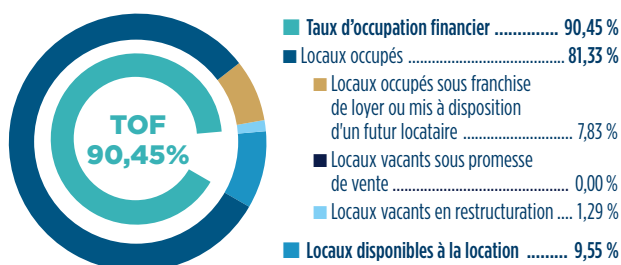 TOF
90,45%
Taux d'occupation financier .............. 90,45 %
Locaux occupés ....................................... 81,33 %
Locaux occupés sous franchise
de loyer ou mis à disposition
d'un futur locataire ........................... 7,83 %
Locaux vacants sous promesse
de vente ............................................ 0,00 %
Locaux vacants en restructuration .... 1,29 %
Locaux disponibles à la location ......... 9,55 %